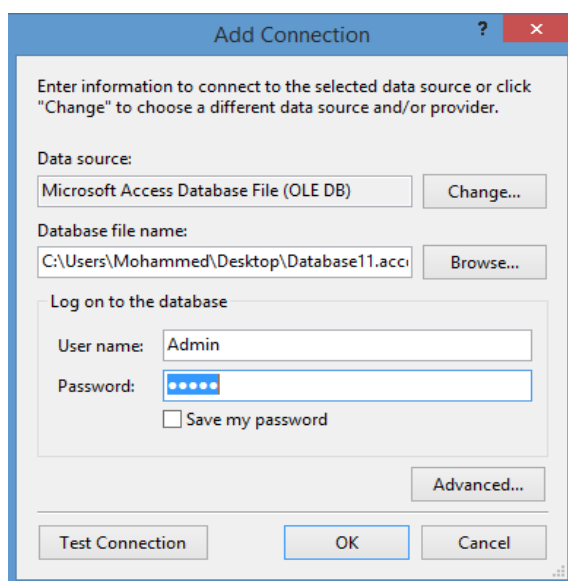 Add Connection
?
Enter information to connect to the selected data source or click
"Change" to choose a different data source and/or provider.
Data source:
Microsoft Access Database File (OLE DB)
Change...
Database file name:
C:\Users\Mohammed\Desktop\Database11.acc
Browse...
Log on to the database
User name:
Admin
Password:
●●●●●
Save my password
Advanced...
Test Connection
OK
Cancel